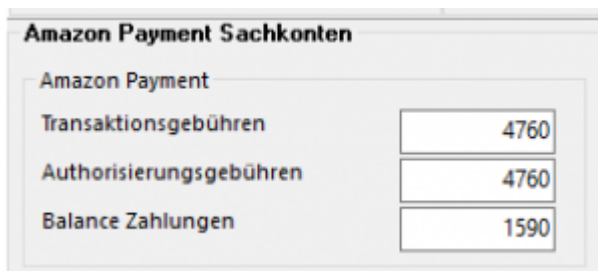 Amazon Payment Sachkonten
Amazon Payment
Transaktionsgebühren 4760
Authorisierungsgebühren 4760
Balance Zahlungen 1590